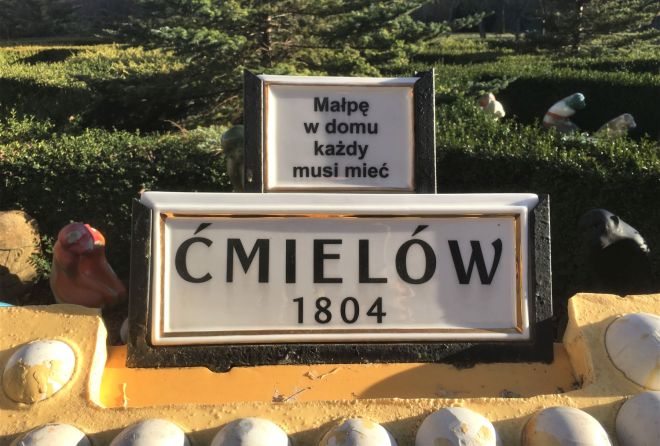 Małpę
w domu
każdy
musi mieć
ĆMIELÓW
1804